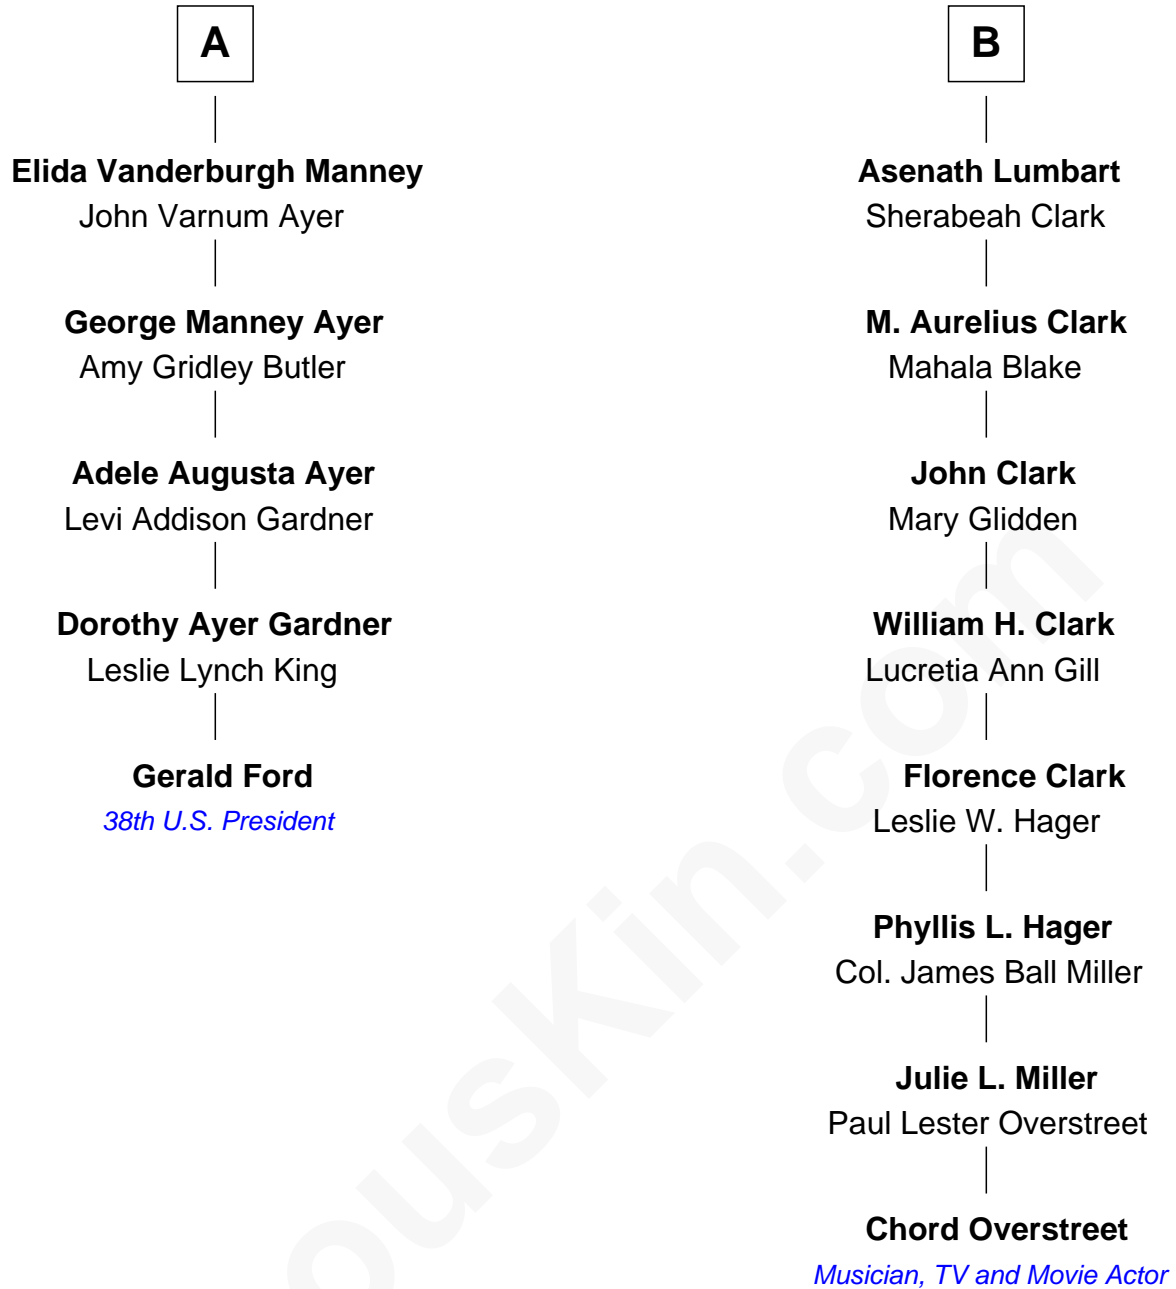 A
Elida Vanderburgh Manney
John Varnum Ayer
George Manney Ayer
Amy Gridley Butler
Adele Augusta Ayer
Levi Addison Gardner
Dorothy Ayer Gardner
Leslie Lynch King
Gerald Ford
38th U.S. President
B
Asenath Lumbart
Sherabeah Clark
M. Aurelius Clark
Mahala Blake
John Clark
Mary Glidden
William H. Clark
Lucretia Ann Gill
Florence Clark
Leslie W. Hager
Phyllis L. Hager
Col. James Ball Miller
Julie L. Miller
Paul Lester Overstreet
Chord Overstreet
Musician, TV and Movie Actor
ousKin.com